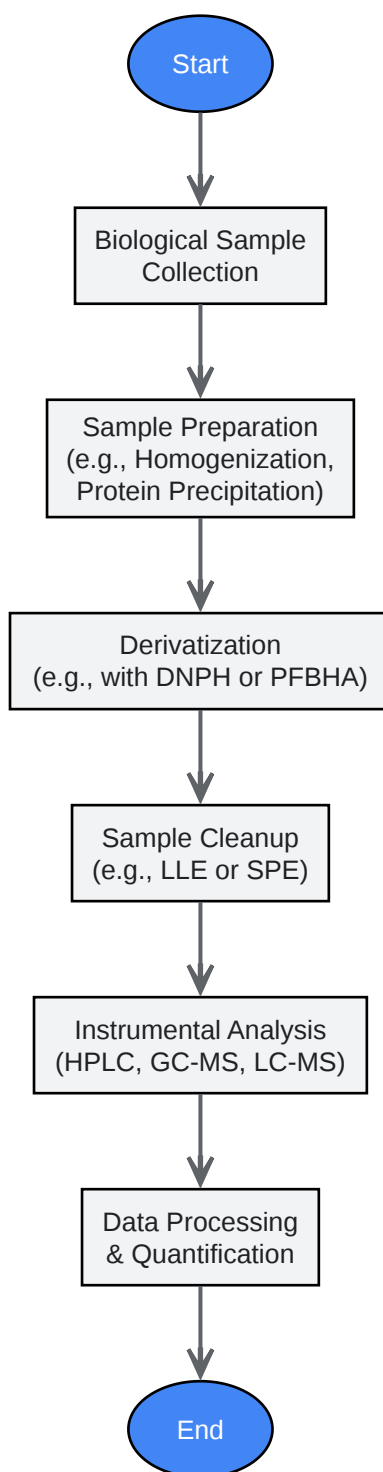 Start
Biological Sample
Collection
Sample Preparation
(e.g., Homogenization,
Protein Precipitation)
Derivatization
(e.g., with DNPH or PFBHA)
Sample Cleanup
(e.g., LLE or SPE)
Instrumental Analysis
(HPLC, GC-MS, LC-MS)
Data Processing
& Quantification
End